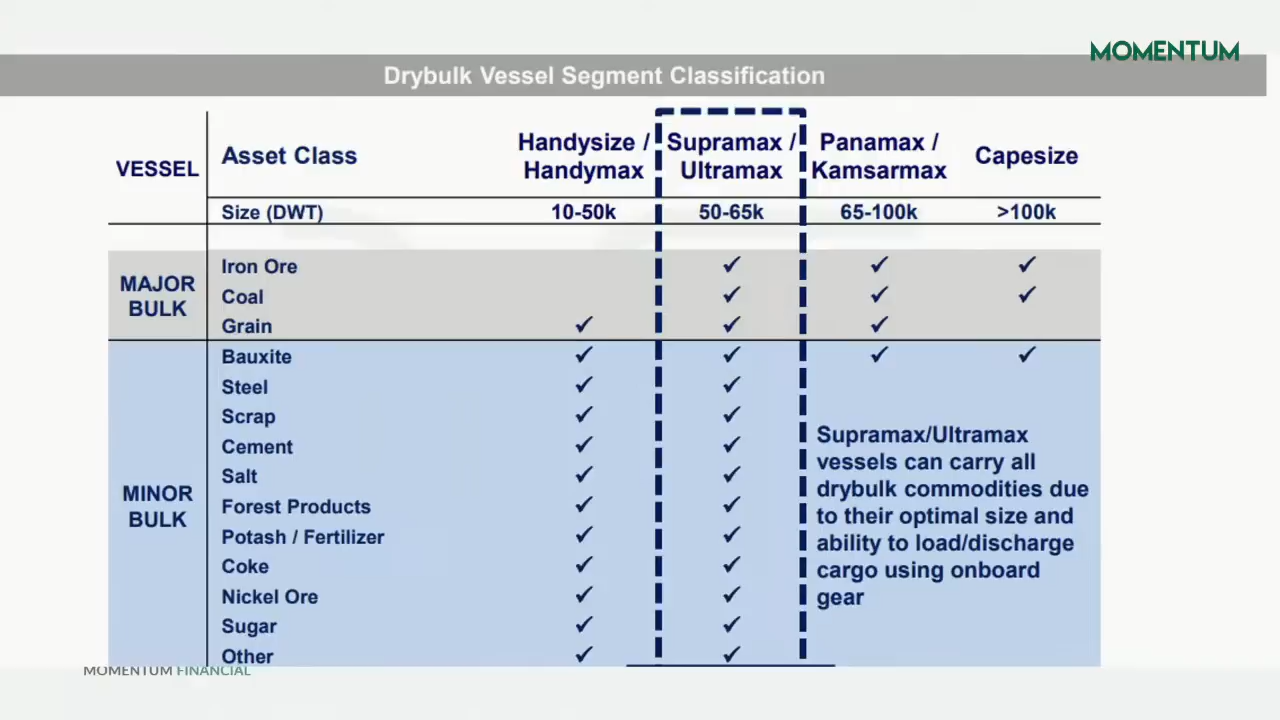 MOMENTUM
Drybulk Vessel Segment Classification
VESSEL
Asset Class
Handysize /
Handymax
Supramax /
Ultramax
Panamax /
Kamsarmax
Capesize
Size (DWT) 10-50k 50-65k 65-100k >100k
MAJOR
BULK
Iron Ore ✓ ✓ ✓
Coal ✓ ✓ ✓
Grain ✓ ✓ ✓
MINOR
BULK
Bauxite ✓ ✓ ✓ ✓
Steel ✓ ✓
Scrap ✓ ✓
Cement ✓ ✓
Salt ✓ ✓
Forest Products ✓ ✓
Potash / Fertilizer ✓ ✓
Coke ✓ ✓
Nickel Ore ✓ ✓
Sugar ✓ ✓
Other ✓ ✓
Supramax/Ultramax
vessels can carry all
drybulk commodities due
to their optimal size and
ability to load/discharge
cargo using onboard
gear
MOMENTUM FINANCIAL